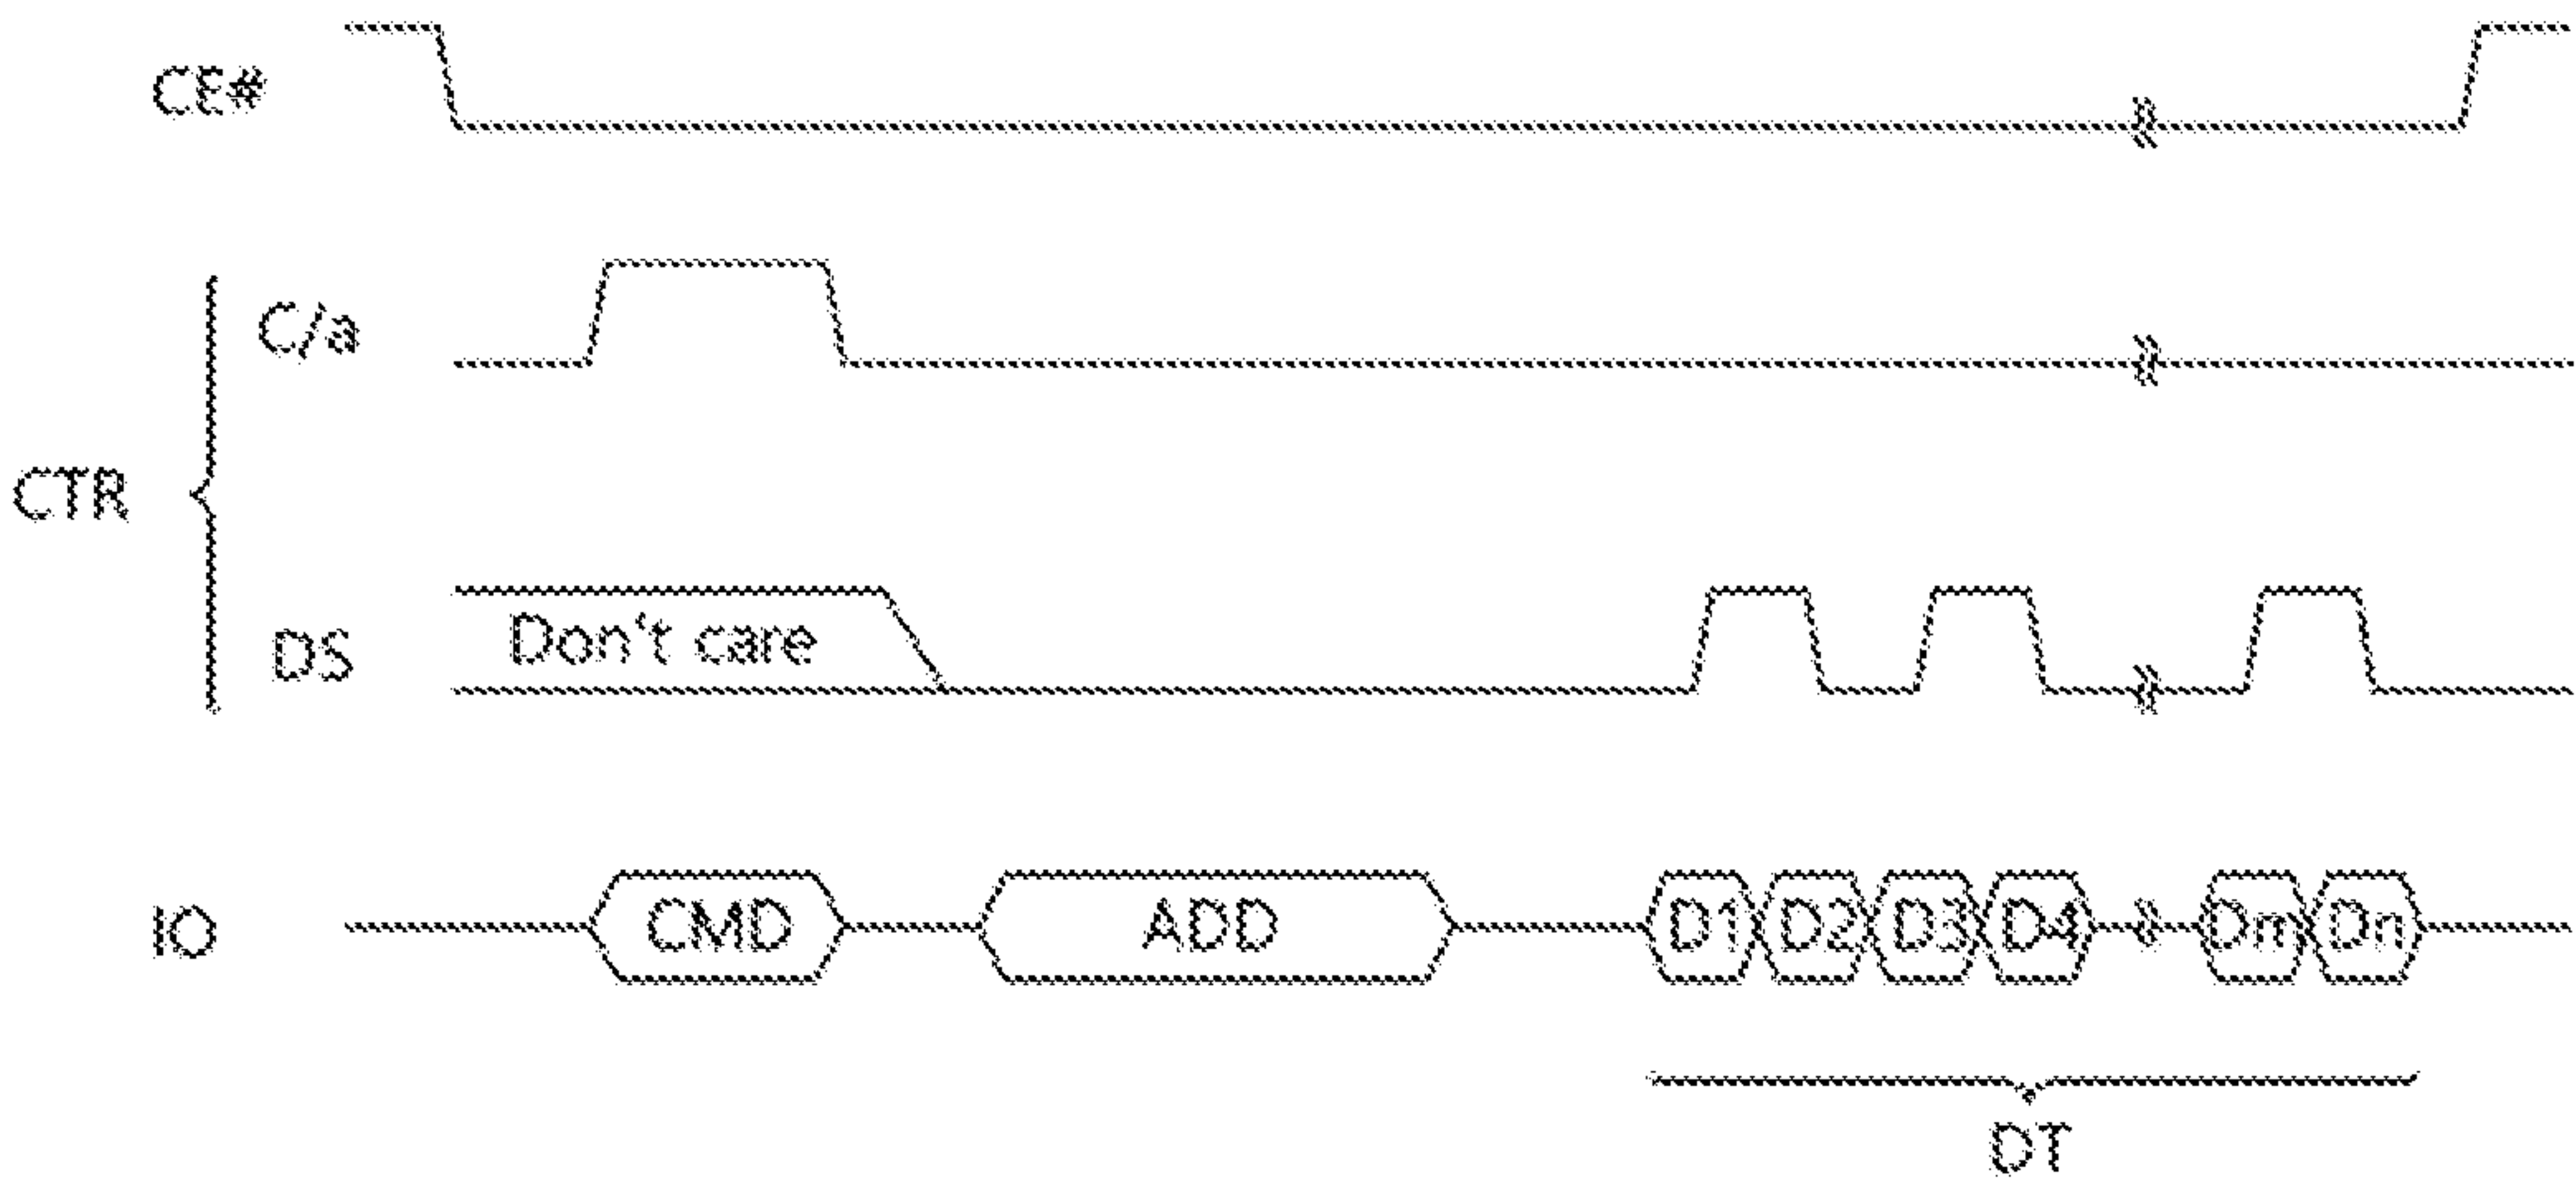 CE#
C/a
CTR
DS Don't care
IO CMD ADD D1 D2 D3 D4 Dm Dn
DT